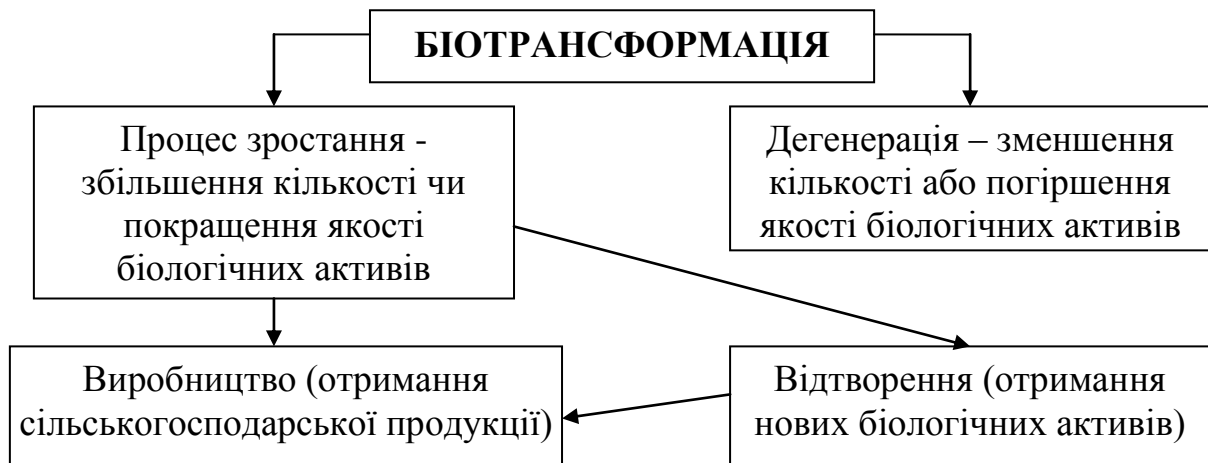 БІОТРАНСФОРМАЦІЯ
Процес зростання -
збільшення кількості чи
покращення якості
біологічних активів
Дегенерація – зменшення
кількості або погіршення
якості біологічних активів
Виробництво (отримання
сільськогосподарської продукції)
Відтворення (отримання
нових біологічних активів)